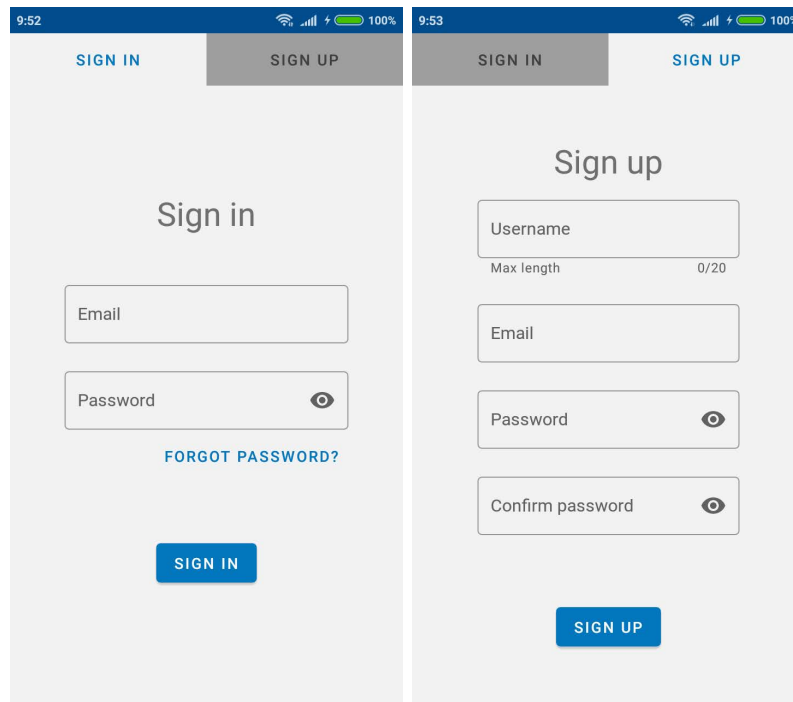 9:52 100%
SIGN IN SIGN UP
Sign in
Email
Password
FORGOT PASSWORD?
SIGN IN
9:53 100%
SIGN IN SIGN UP
Sign up
Username
Max length 0/20
Email
Password
Confirm password
SIGN UP